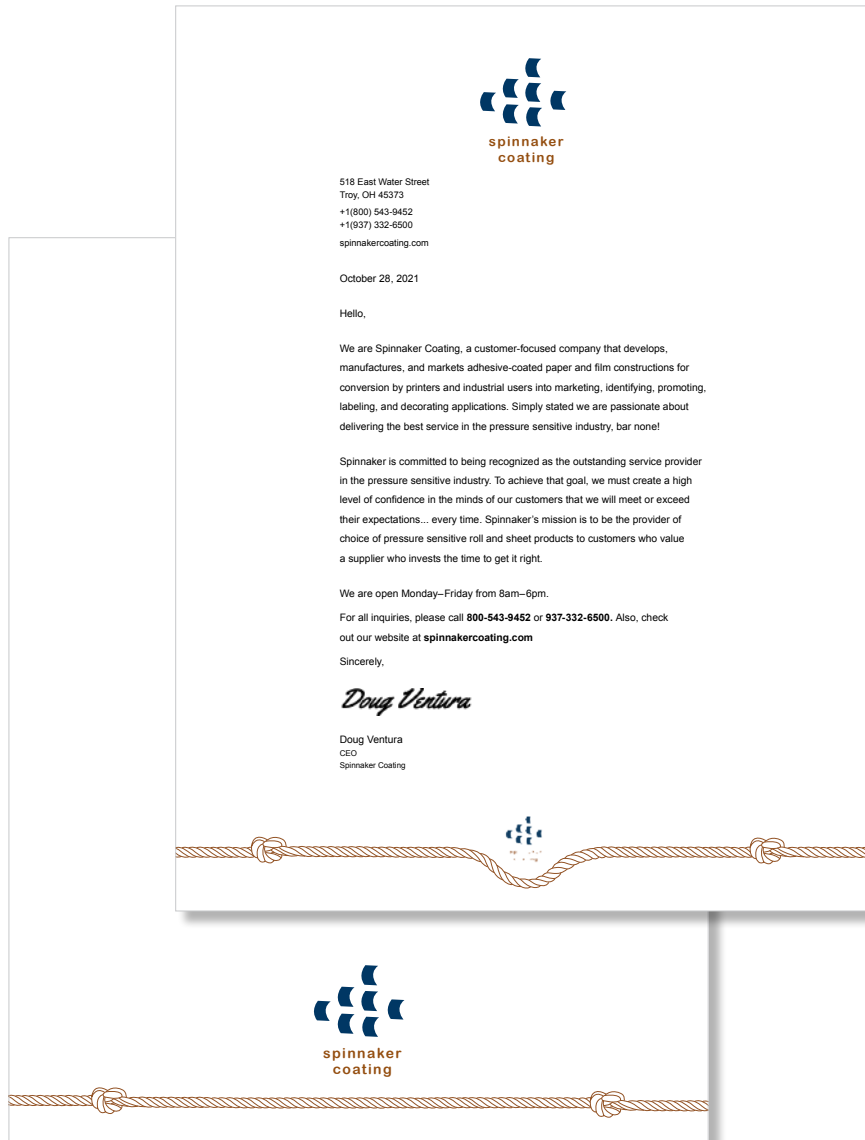 spinnaker
coating
518 East Water Street
Troy, OH 45373
+1(800) 543-9452
+1(937) 332-6500
spinnakercoating.com
October 28, 2021
Hello,
We are Spinnaker Coating, a customer-focused company that develops,
manufactures, and markets adhesive-coated paper and film constructions for
conversion by printers and industrial users into marketing, identifying, promoting,
labeling, and decorating applications. Simply stated we are passionate about
delivering the best service in the pressure sensitive industry, bar none!
Spinnaker is committed to being recognized as the outstanding service provider
in the pressure sensitive industry. To achieve that goal, we must create a high
level of confidence in the minds of our customers that we will meet or exceed
their expectations... every time. Spinnaker’s mission is to be the provider of
choice of pressure sensitive roll and sheet products to customers who value
a supplier who invests the time to get it right.
We are open Monday–Friday from 8am–6pm.
For all inquiries, please call 800-543-9452 or 937-332-6500. Also, check
out our website at spinnakercoating.com
Sincerely,
Doug Ventura
Doug Ventura
CEO
Spinnaker Coating
spinnaker
coating